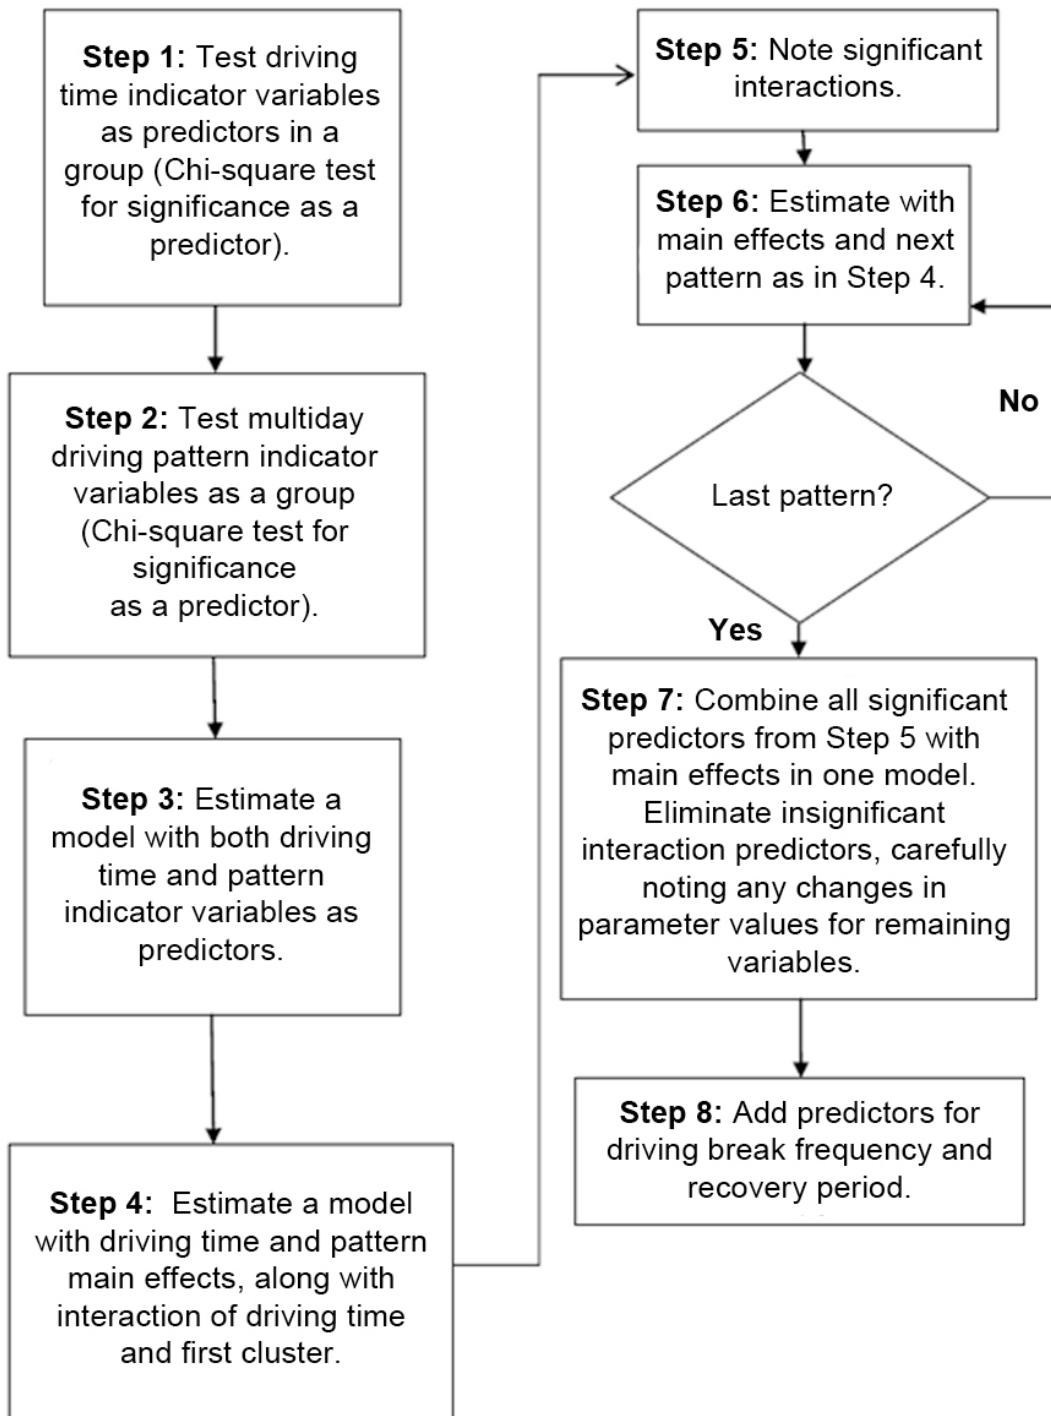 Step 1: Test driving
time indicator variables
as predictors in a
group (Chi-square test
for significance as a
predictor).
Step 2: Test multiday
driving pattern indicator
variables as a group
(Chi-square test for
significance
as a predictor).
Step 3: Estimate a
model with both driving
time and pattern
indicator variables as
predictors.
Step 4: Estimate a model
with driving time and pattern
main effects, along with
interaction of driving time
and first cluster.
Step 5: Note significant
interactions.
Step 6: Estimate with
main effects and next
pattern as in Step 4.
No
Last pattern?
Yes
Step 7: Combine all significant
predictors from Step 5 with
main effects in one model.
Eliminate insignificant
interaction predictors, carefully
noting any changes in
parameter values for remaining
variables.
Step 8: Add predictors for
driving break frequency and
recovery period.